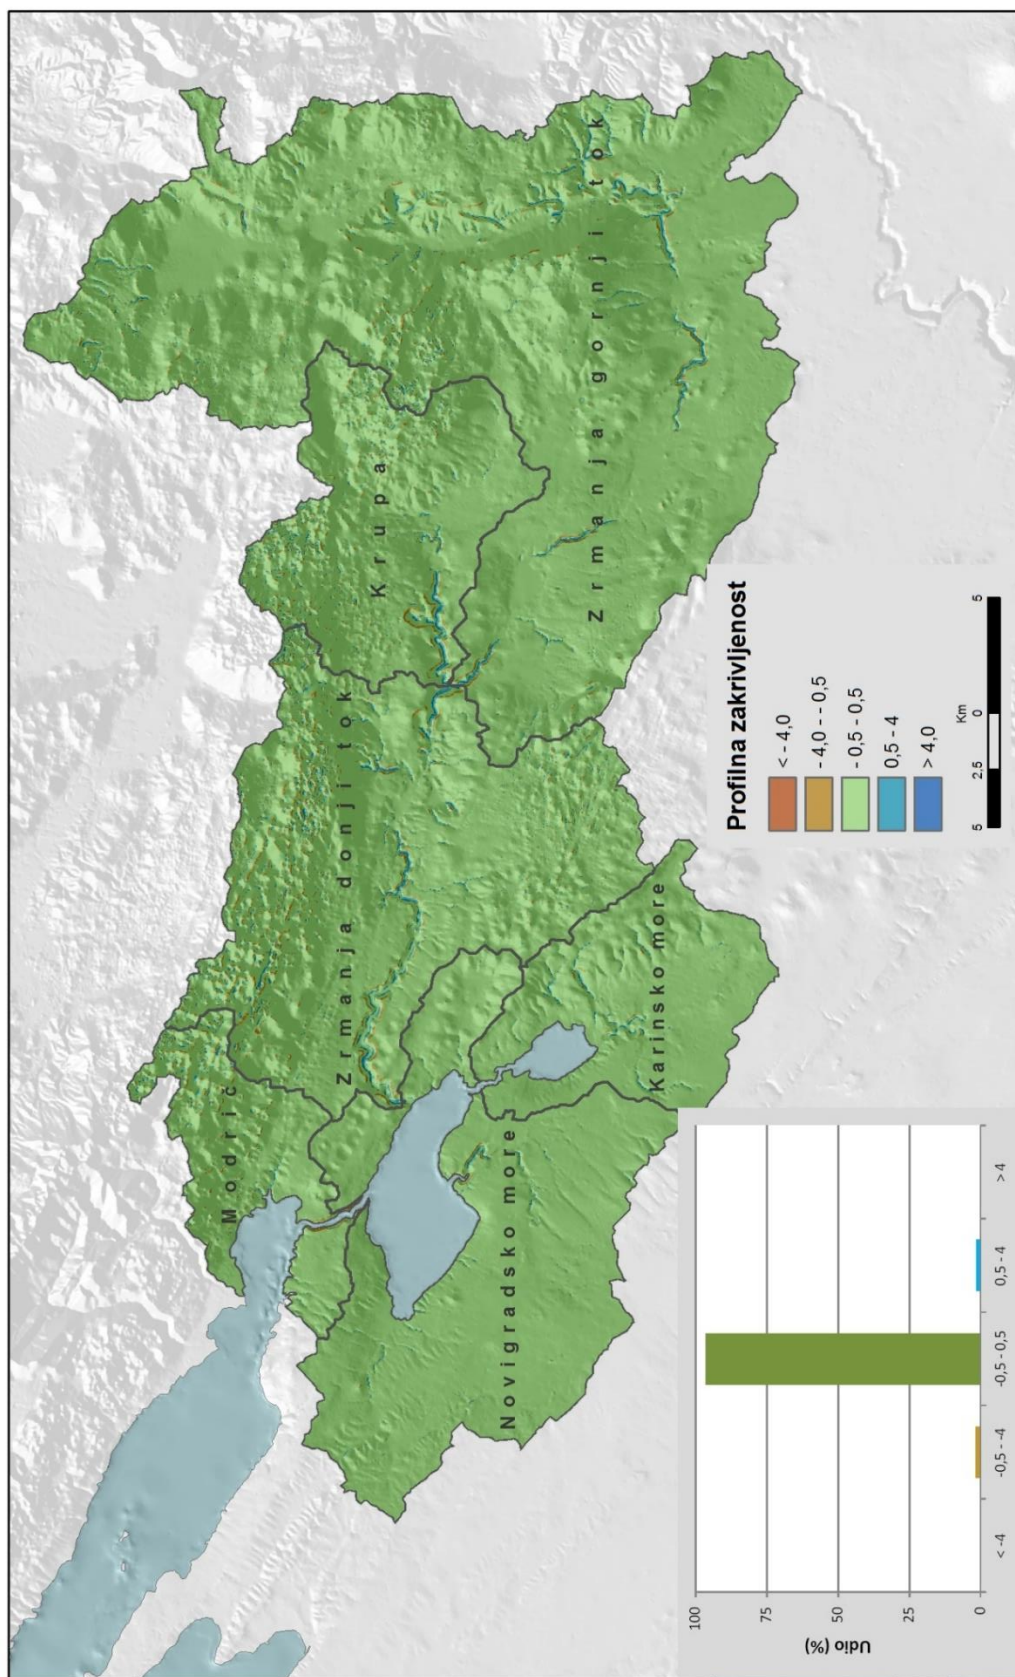 Modrič
Zrmanja donji tok
Krupa
Zrmanja gornji tok
Novigradsko more
Karinsko more
Profilna zakrivljenost
< - 4,0
- 4,0 - - 0,5
- 0,5 - 0,5
0,5 - 4
> 4,0
Km
5 2,5 0 5
Udio (%)
100
75
50
25
0
< -4
-0,5 - 4
-0,5 - 0,5
0,5 - 4
> 4